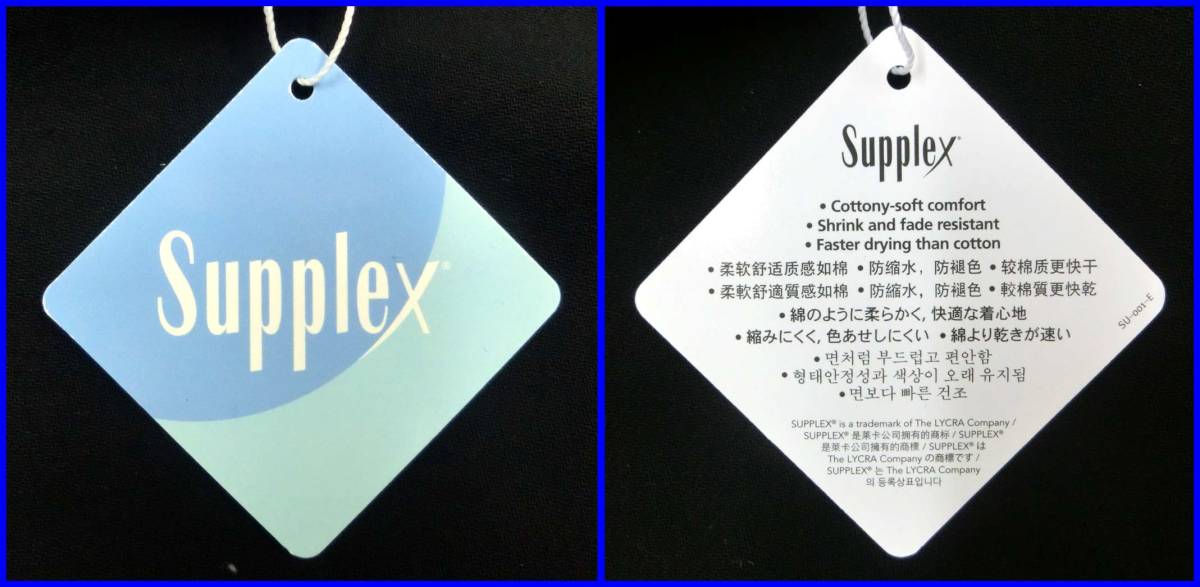 Supplex®
Supplex®
• Cottony-soft comfort
• Shrink and fade resistant
• Faster drying than cotton
• 柔软舒适质感如棉 • 防缩水，防褪色 • 较棉质更快干
• 柔軟舒適質感如棉 • 防縮水，防褪色 • 較棉質更快乾
• 綿のように柔らかく, 快適な着心地
• 縮みにくく, 色あせしにくい • 綿より乾きが速い
• 면처럼 부드럽고 편안함
• 형태안정성과 색상이 오래 유지됨
• 면보다 빠른 건조
SU-001-E
SUPPLEX® is a trademark of The LYCRA Company /
SUPPLEX® 是莱卡公司拥有的商标 / SUPPLEX®
是萊卡公司擁有的商標 / SUPPLEX® は
The LYCRA Company の商標です /
SUPPLEX® 는 The LYCRA Company
의 등록상표입니다